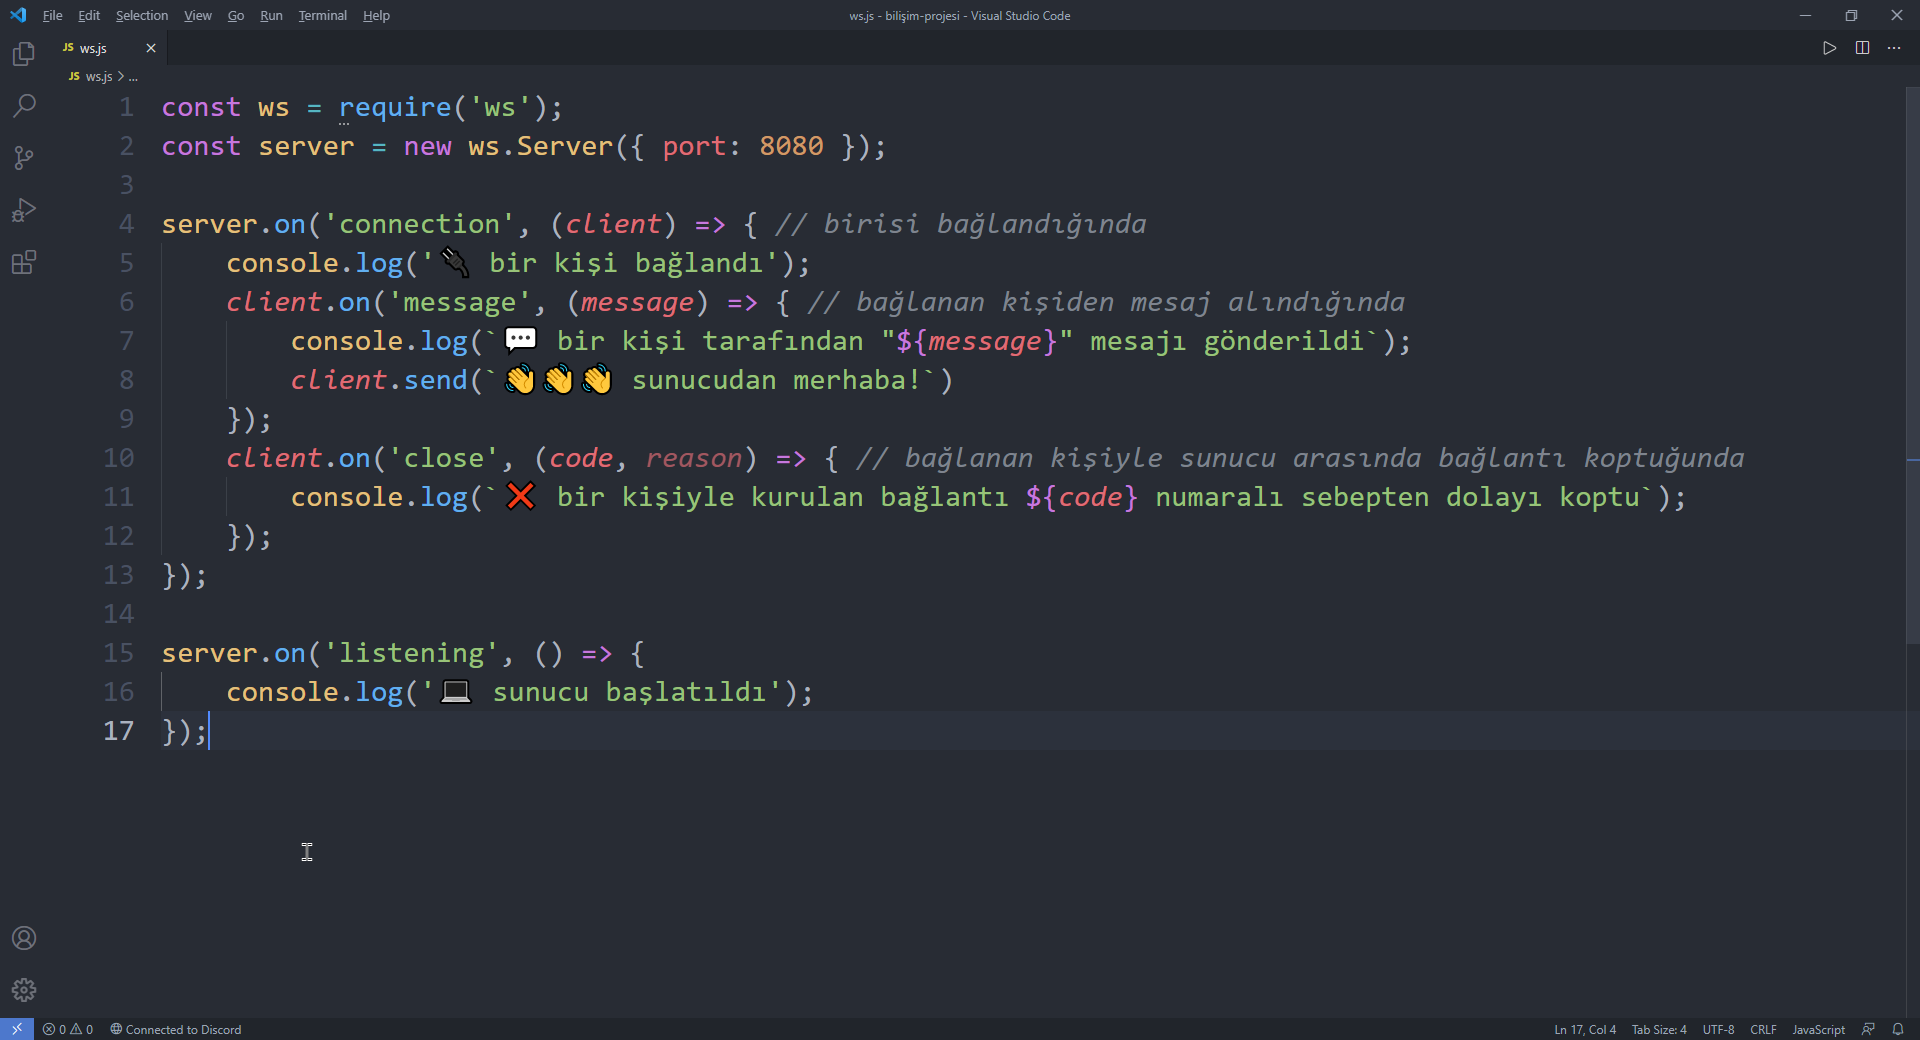 File Edit Selection View Go Run Terminal Help
ws.js - bilişim-projesi - Visual Studio Code
JS ws.js
JS ws.js > ...
1 const ws = require('ws');
2 const server = new ws.Server({ port: 8080 });
3
4 server.on('connection', (client) => { // birisi bağlandığında
5     console.log('🔌 bir kişi bağlandı');
6     client.on('message', (message) => { // bağlanan kişiden mesaj alındığında
7         console.log(`💬 bir kişi tarafından "${message}" mesajı gönderildi`);
8         client.send(`👋👋👋 sunucudan merhaba!`)
9     });
10     client.on('close', (code, reason) => { // bağlanan kişiyle sunucu arasında bağlantı koptuğunda
11         console.log(`❌ bir kişiyle kurulan bağlantı ${code} numaralı sebepten dolayı koptu`);
12     });
13 });
14
15 server.on('listening', () => {
16     console.log('💻 sunucu başlatıldı');
17 });
0 0 Connected to Discord
Ln 17, Col 4 Tab Size: 4 UTF-8 CRLF JavaScript